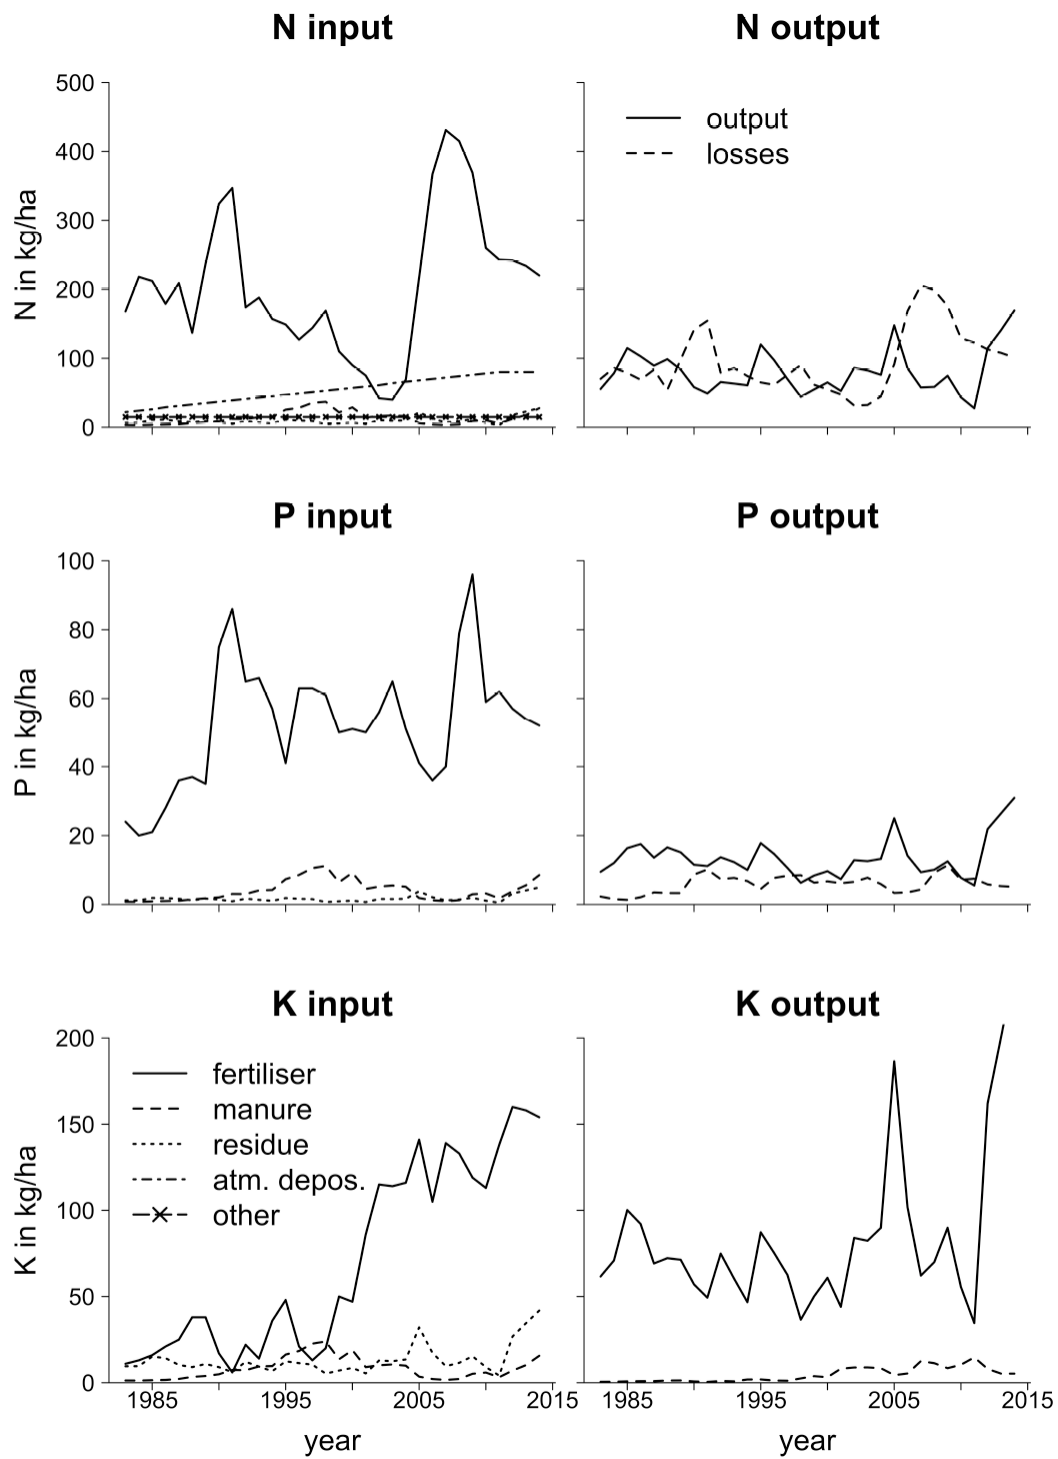 N input
N output
500
400
300
200
100
0
N in kg/ha
output
losses
P input
P output
100
80
60
40
20
0
P in kg/ha
K input
K output
200
150
100
50
0
K in kg/ha
fertiliser
manure
residue
atm. depos.
other
1985 1995 2005 2015
1985 1995 2005 2015
year
year